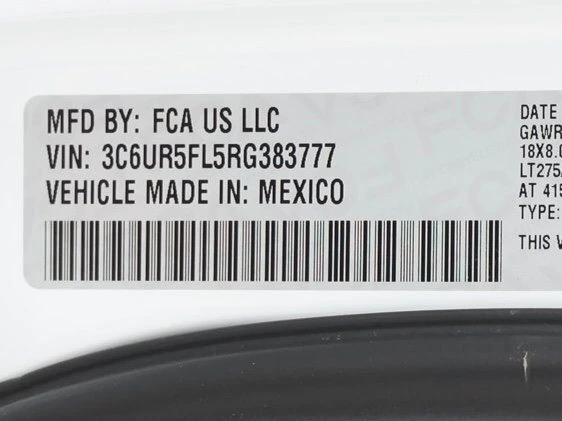 MFD BY: FCA US LLC
VIN: 3C6UR5FL5RG383777
VEHICLE MADE IN: MEXICO
DATE
GAWR
18X8.0
LT275/
AT 415
TYPE:
THIS V